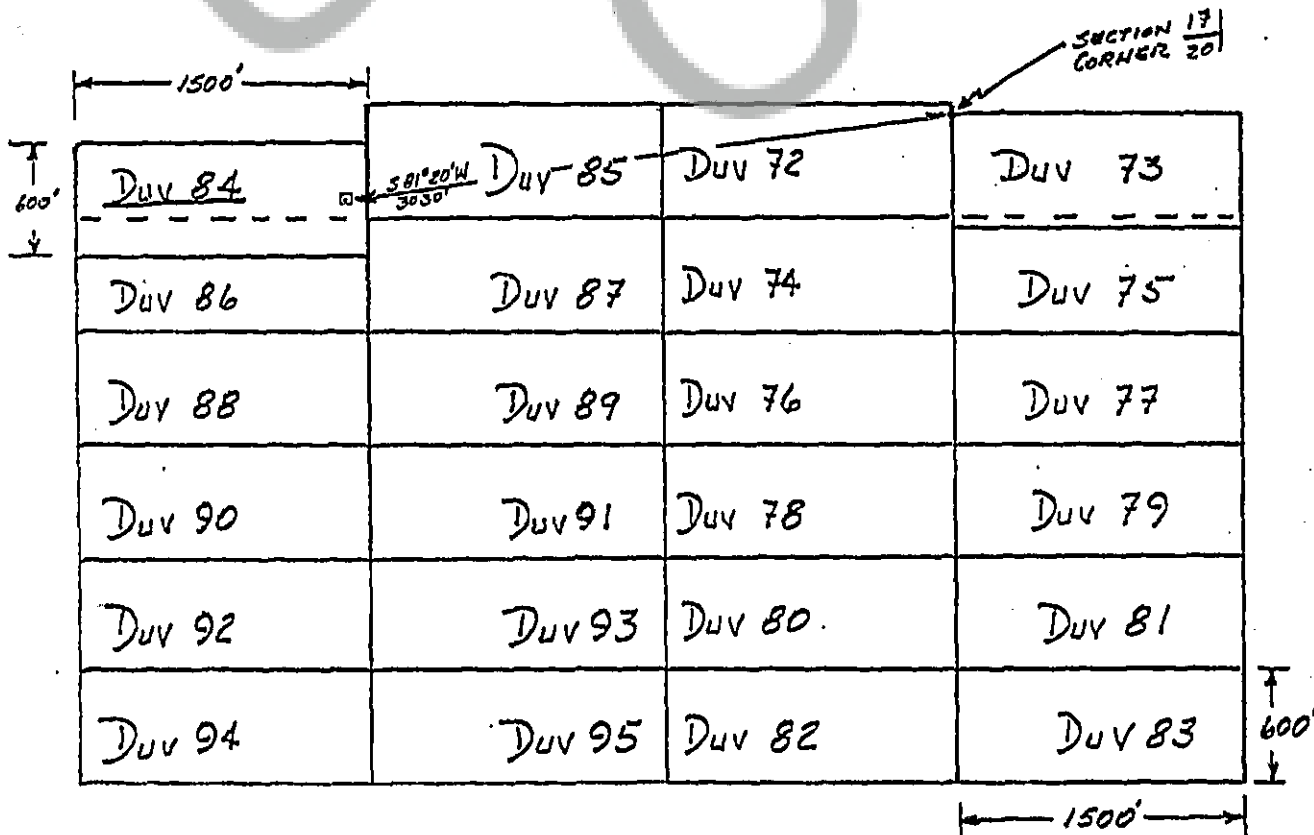 SECTION 17
CORNER 20
1500'
600'
Duv 84
S 81°20'W
3030'
Duv 85
Duv 72
Duv 73
Duv 86
Duv 87
Duv 74
Duv 75
Duv 88
Duv 89
Duv 76
Duv 77
Duv 90
Duv 91
Duv 78
Duv 79
Duv 92
Duv 93
Duv 80
Duv 81
Duv 94
Duv 95
Duv 82
Duv 83
600'
1500'